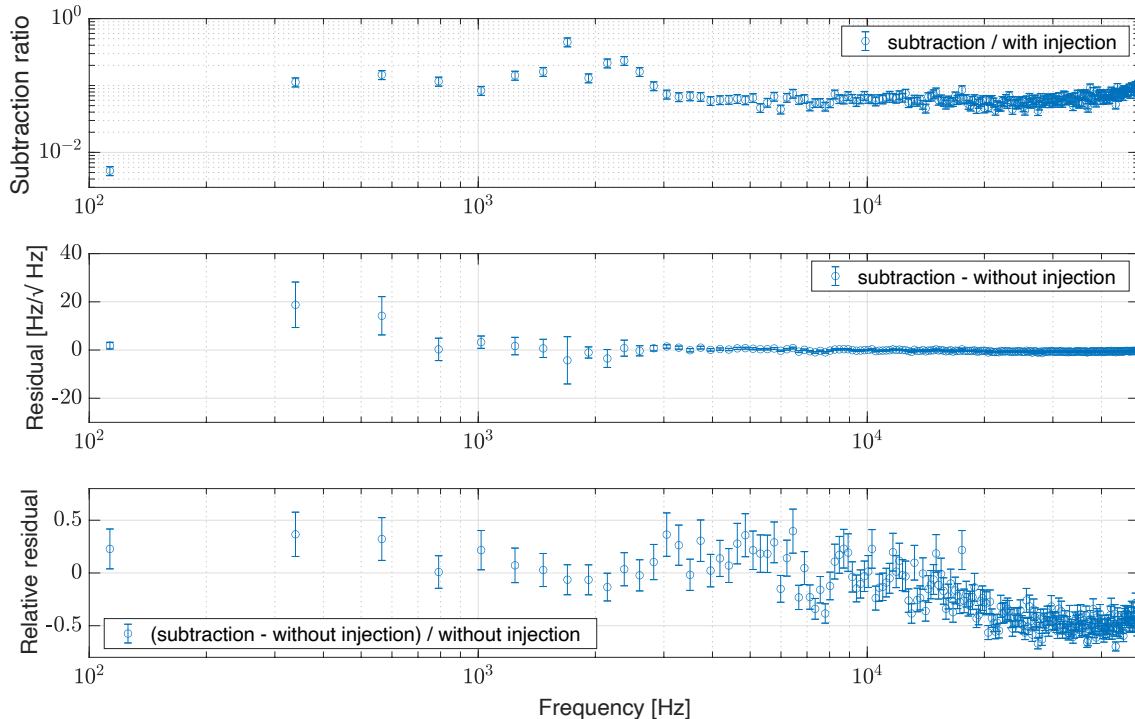 Subtraction ratio
10^0
10^-2
subtraction / with injection
10^2
10^3
10^4
Residual [Hz/√ Hz]
40
20
0
-20
subtraction - without injection
10^2
10^3
10^4
Relative residual
0.5
0
-0.5
(subtraction - without injection) / without injection
10^2
10^3
10^4
Frequency [Hz]